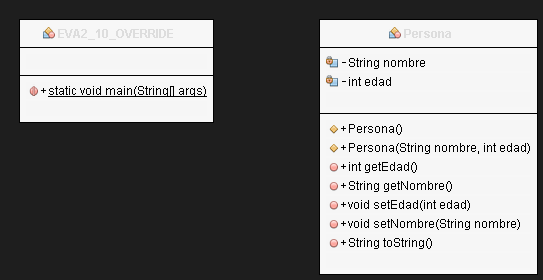 EVA2_10_OVERRIDE
+static void main(String[] args)
Persona
-String nombre
-int edad
+Persona()
+Persona(String nombre, int edad)
+int getEdad()
+String getNombre()
+void setEdad(int edad)
+void setNombre(String nombre)
+String toString()